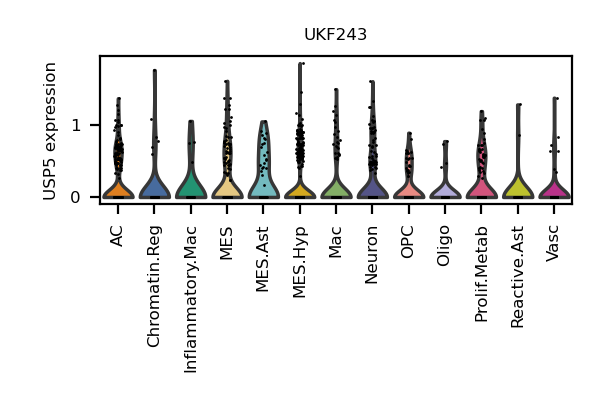 UKF243
USP5 expression
1
0
AC
Chromatin.Reg
Inflammatory.Mac
MES
MES.Ast
MES.Hyp
Mac
Neuron
OPC
Oligo
Prolif.Metab
Reactive.Ast
Vasc